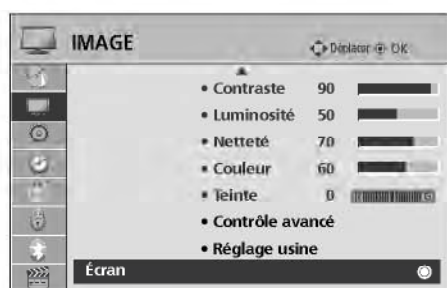 IMAGE
Déplacer OK
• Contraste 90
• Luminosité 50
• Netteté 70
• Couleur 60
• Teinte 0 R G
• Contrôle avancé
• Réglage usine
Écran